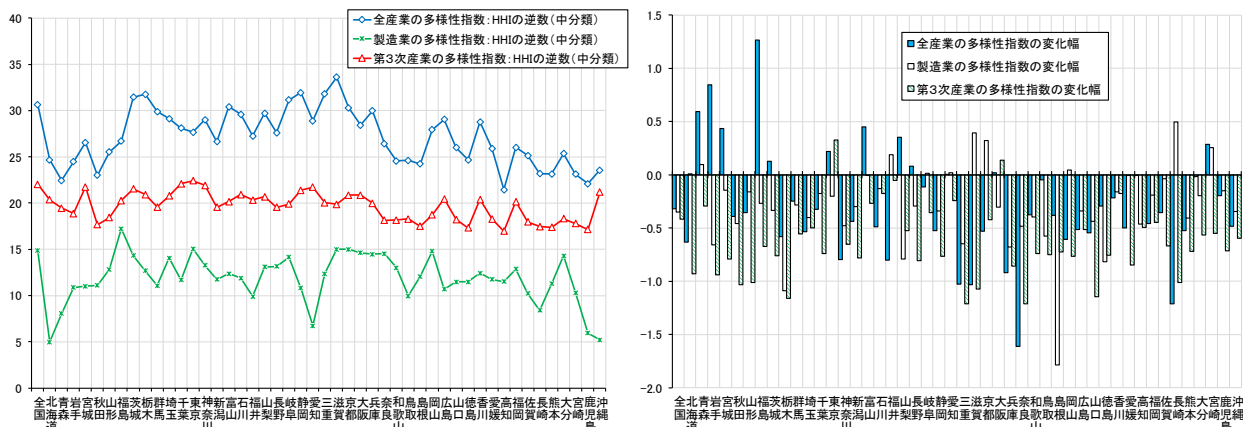 40
35
30
25
20
15
10
5
0
全産業の多様性指数:HHIの逆数(中分類)
製造業の多様性指数:HHIの逆数(中分類)
第3次産業の多様性指数:HHIの逆数(中分類)
全国
北海道
青森
岩手
宮城
秋田
山形
福島
茨城
栃木
群馬
埼玉
千葉
東京
神奈川
新潟
富山
石川
福井
山梨
長野
岐阜
静岡
愛知
三重
滋賀
京都
大阪
兵庫
奈良
和歌山
鳥取
島根
岡山
広島
山口
徳島
香川
愛媛
高知
福岡
佐賀
長崎
熊本
大分
宮崎
鹿児島
沖縄
1.5
1.0
0.5
0.0
-0.5
-1.0
-1.5
-2.0
全産業の多様性指数の変化幅
製造業の多様性指数の変化幅
第3次産業の多様性指数の変化幅
全国
北海道
青森
岩手
宮城
秋田
山形
福島
茨城
栃木
群馬
埼玉
千葉
東京
神奈川
新潟
富山
石川
福井
山梨
長野
岐阜
静岡
愛知
三重
滋賀
京都
大阪
兵庫
奈良
和歌山
鳥取
島根
岡山
広島
山口
徳島
香川
愛媛
高知
福岡
佐賀
長崎
熊本
大分
宮崎
鹿児島
沖縄